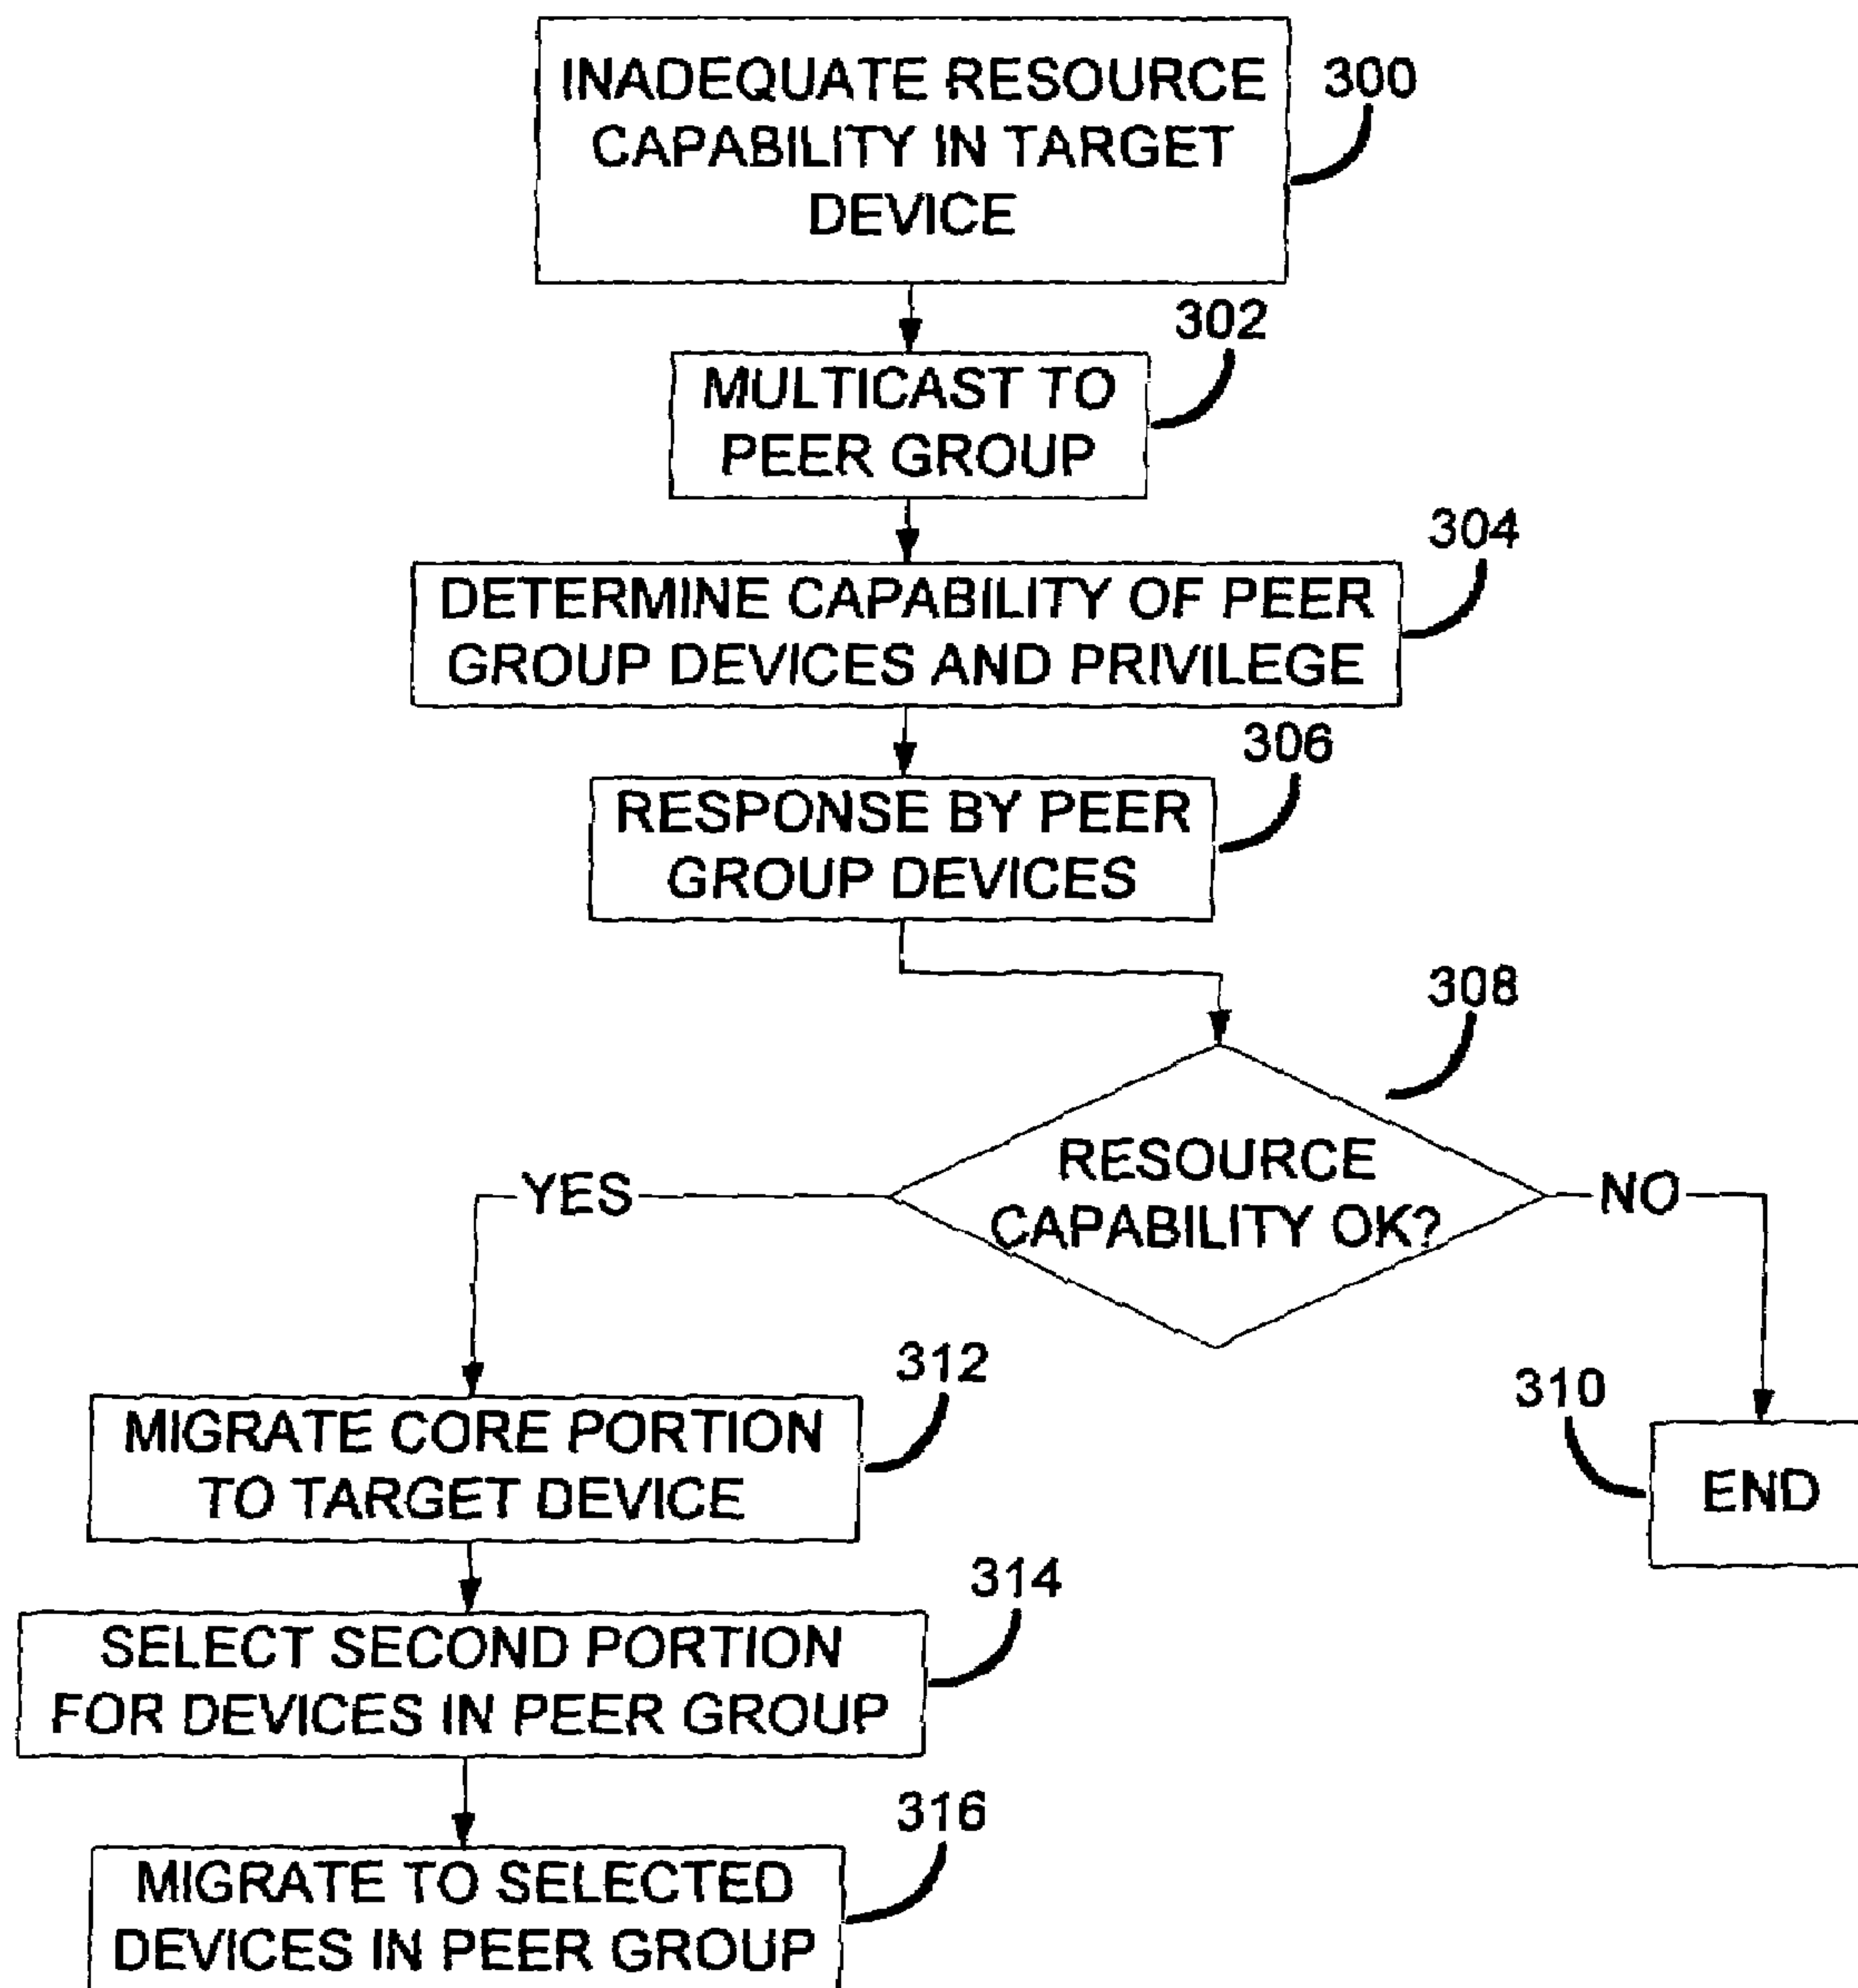 INADEQUATE RESOURCE
CAPABILITY IN TARGET
DEVICE
300
302
MULTICAST TO
PEER GROUP
304
DETERMINE CAPABILITY OF PEER
GROUP DEVICES AND PRIVILEGE
306
RESPONSE BY PEER
GROUP DEVICES
308
RESOURCE
CAPABILITY OK?
YES
NO
312
MIGRATE CORE PORTION
TO TARGET DEVICE
310
END
314
SELECT SECOND PORTION
FOR DEVICES IN PEER GROUP
316
MIGRATE TO SELECTED
DEVICES IN PEER GROUP